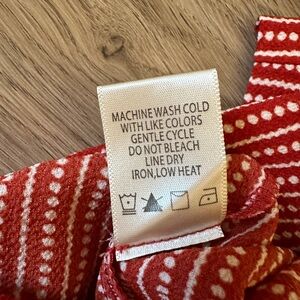 MACHINE WASH COLD
WITH LIKE COLORS
GENTLE CYCLE
DO NOT BLEACH
LINE DRY
IRON,LOW HEAT